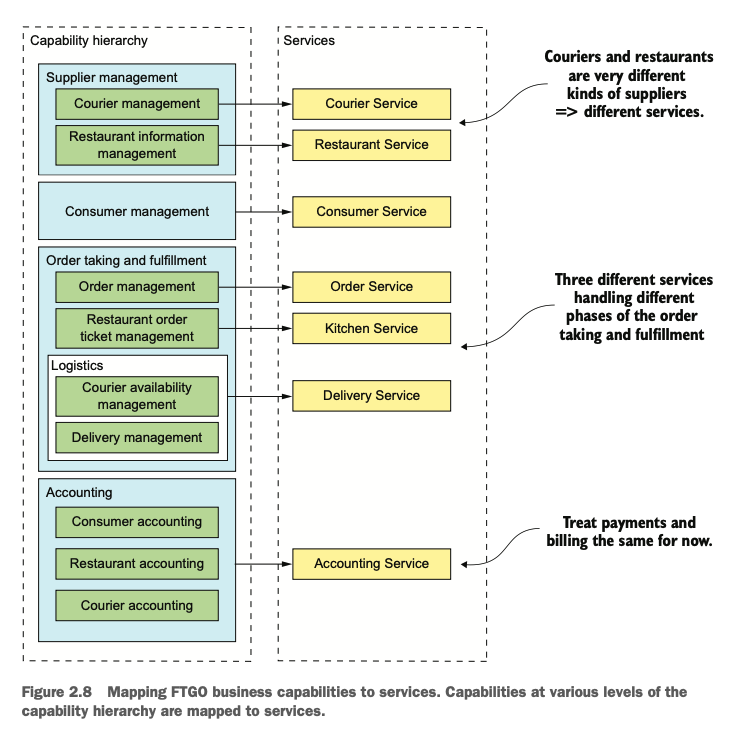 Capability hierarchy
Services
Supplier management
Courier management
Courier Service
Restaurant information
management
Restaurant Service
Couriers and restaurants
are very different
kinds of suppliers
=> different services.
Consumer management
Consumer Service
Order taking and fulfillment
Order management
Order Service
Restaurant order
ticket management
Kitchen Service
Three different services
handling different
phases of the order
taking and fulfillment
Logistics
Courier availability
management
Delivery Service
Delivery management
Accounting
Consumer accounting
Restaurant accounting
Accounting Service
Courier accounting
Treat payments and
billing the same for now.
Figure 2.8 Mapping FTGO business capabilities to services. Capabilities at various levels of the
capability hierarchy are mapped to services.